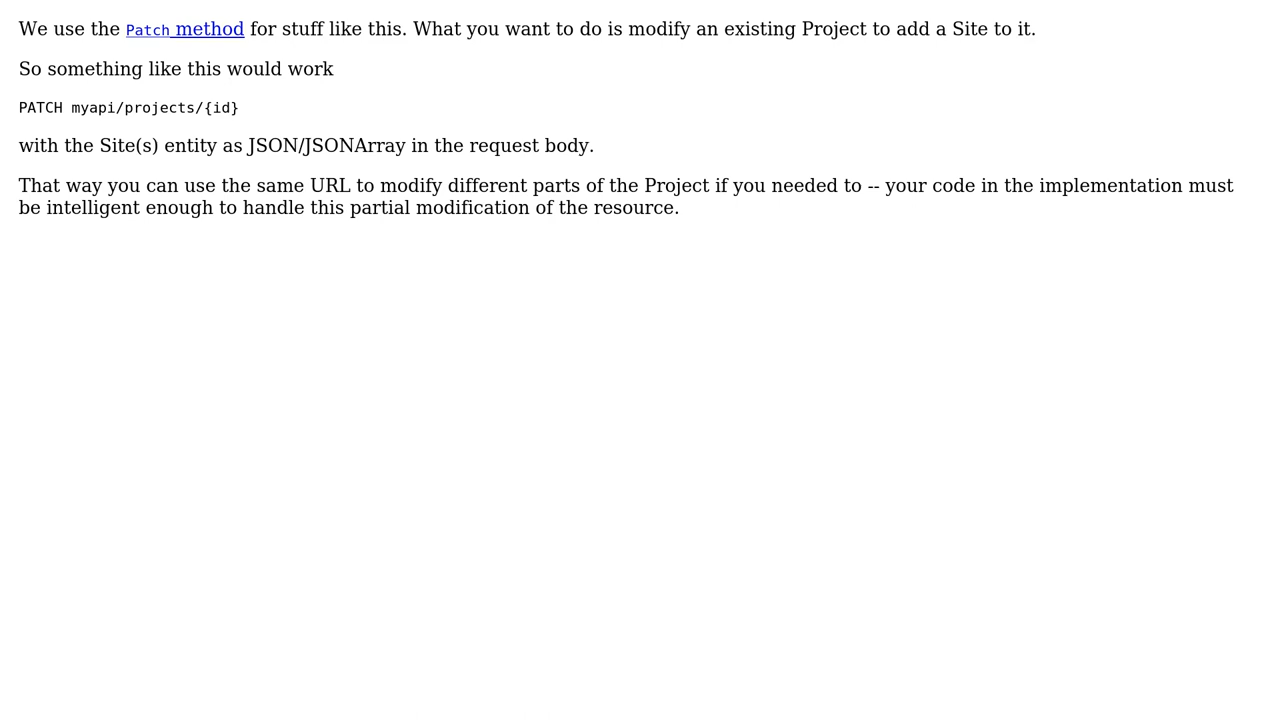 We use the Patch method for stuff like this. What you want to do is modify an existing Project to add a Site to it.
So something like this would work
PATCH myapi/projects/{id}
with the Site(s) entity as JSON/JSONArray in the request body.
That way you can use the same URL to modify different parts of the Project if you needed to -- your code in the implementation must
be intelligent enough to handle this partial modification of the resource.